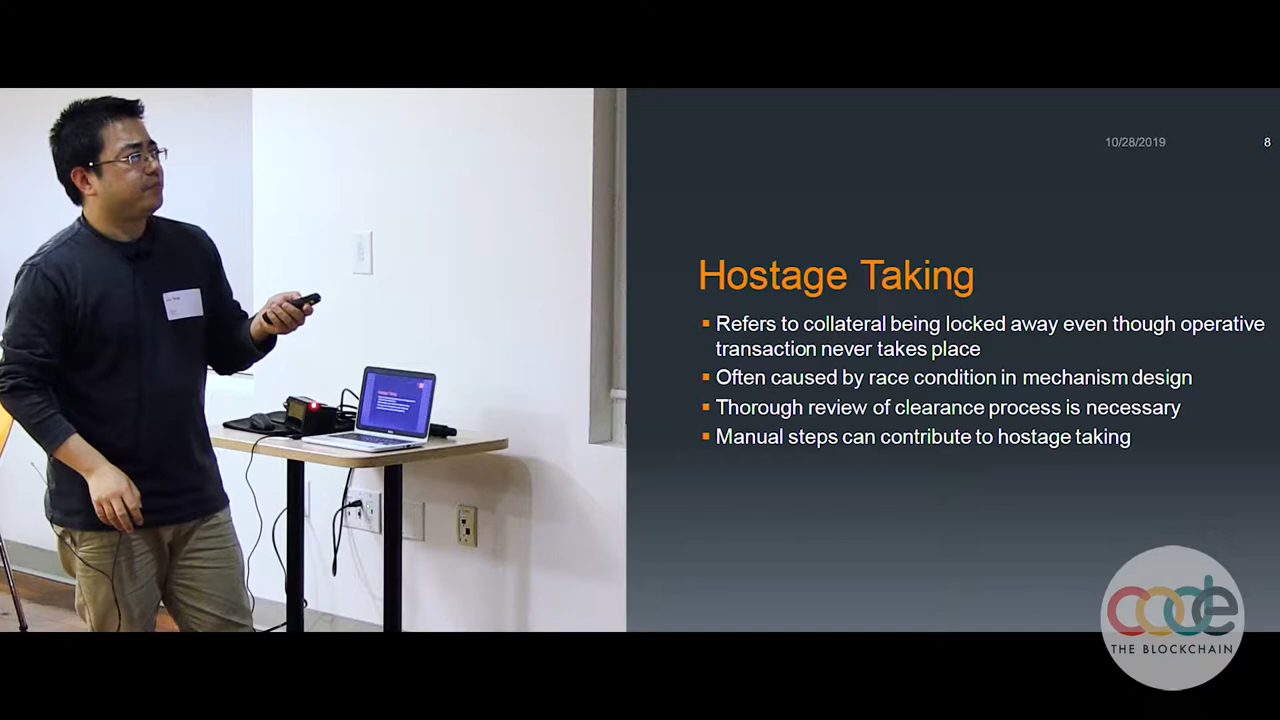 10/28/2019 8
Hostage Taking
Refers to collateral being locked away even though operative
transaction never takes place
Often caused by race condition in mechanism design
Thorough review of clearance process is necessary
Manual steps can contribute to hostage taking
code
THE BLOCKCHAIN